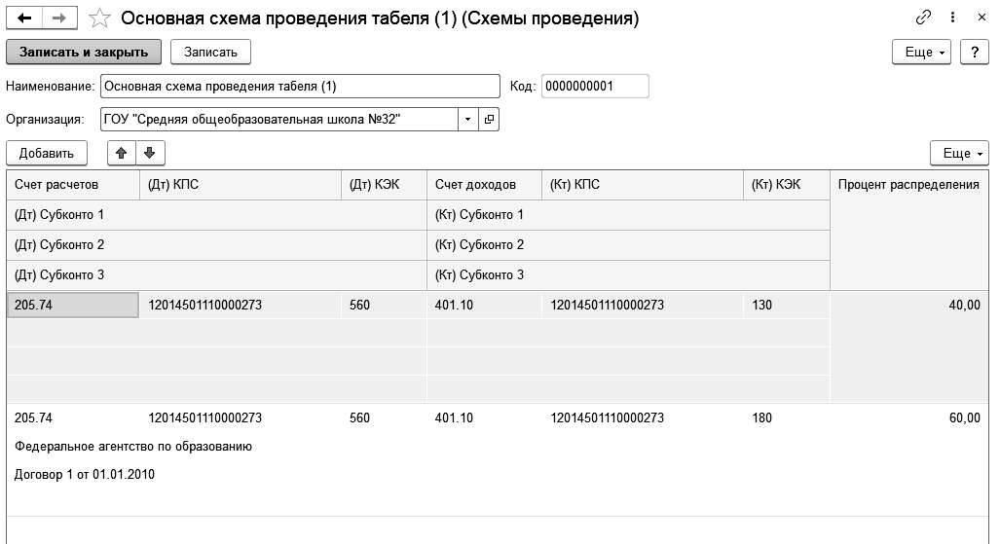 Основная схема проведения табеля (1) (Схемы проведения)
Записать и закрыть Записать Еще ?
Наименование: Основная схема проведения табеля (1) Код: 0000000001
Организация: ГОУ "Средняя общеобразовательная школа №32"
Добавить Еще
Счет расчетов (Дт) КПС (Дт) КЭК Счет доходов (Кт) КПС (Кт) КЭК Процент распределения
(Дт) Субконто 1 (Кт) Субконто 1
(Дт) Субконто 2 (Кт) Субконто 2
(Дт) Субконто 3 (Кт) Субконто 3
205.74 12014501110000273 560 401.10 12014501110000273 130 40,00
205.74 12014501110000273 560 401.10 12014501110000273 180 60,00
Федеральное агентство по образованию
Договор 1 от 01.01.2010